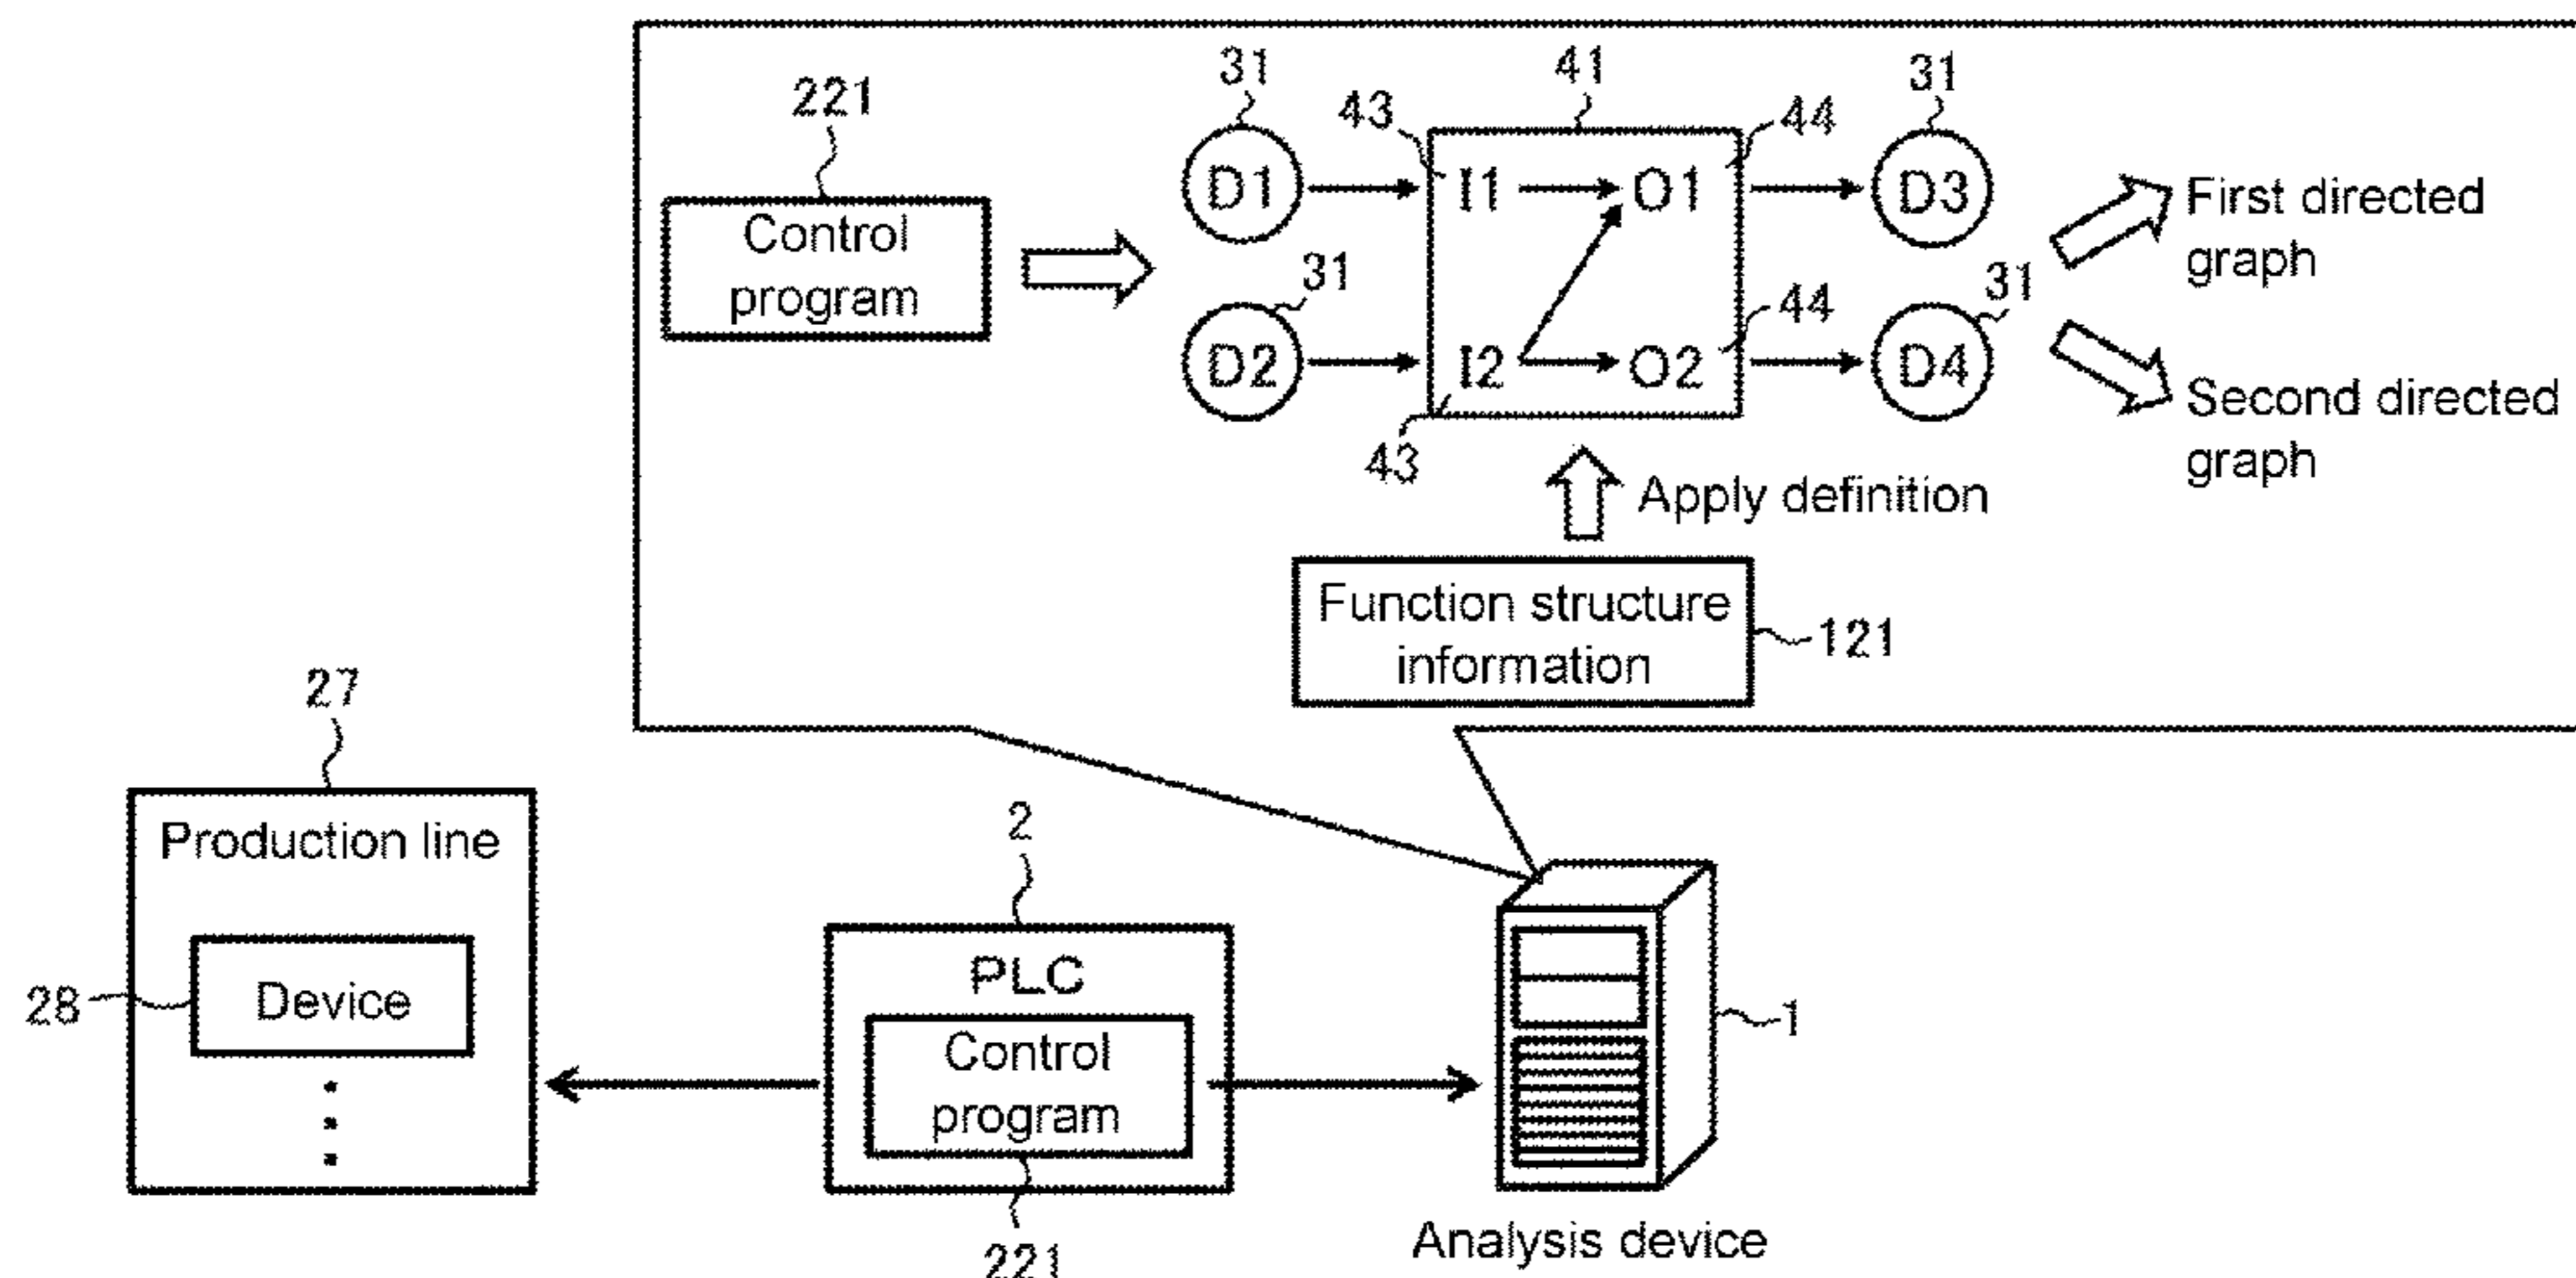 31
41
31
221
43
44
D1
I1
O1
D3
First directed
graph
Control
program
31
44
31
D2
I2
O2
D4
Second directed
graph
43
Apply definition
Function structure
information
121
27
Production line
2
PLC
28
Device
Control
program
1
221
Analysis device